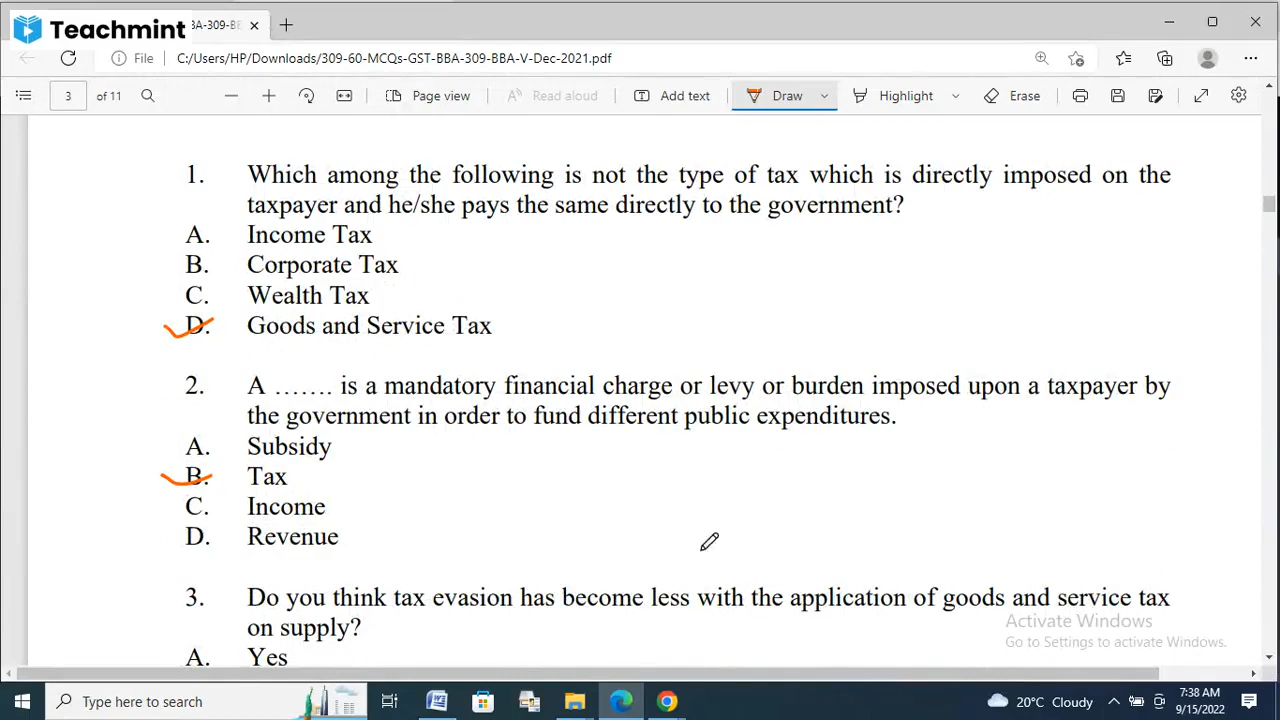 Teachmint
BA-309-BB
File C:/Users/HP/Downloads/309-60-MCQs-GST-BBA-309-BBA-V-Dec-2021.pdf
3 of 11 Page view Read aloud Add text Draw Highlight Erase
1. Which among the following is not the type of tax which is directly imposed on the
taxpayer and he/she pays the same directly to the government?
A. Income Tax
B. Corporate Tax
C. Wealth Tax
D. Goods and Service Tax
2. A ……. is a mandatory financial charge or levy or burden imposed upon a taxpayer by
the government in order to fund different public expenditures.
A. Subsidy
B. Tax
C. Income
D. Revenue
3. Do you think tax evasion has become less with the application of goods and service tax
on supply?
A. Yes
Activate Windows
Go to Settings to activate Windows.
Type here to search
20°C Cloudy
7:38 AM
9/15/2022